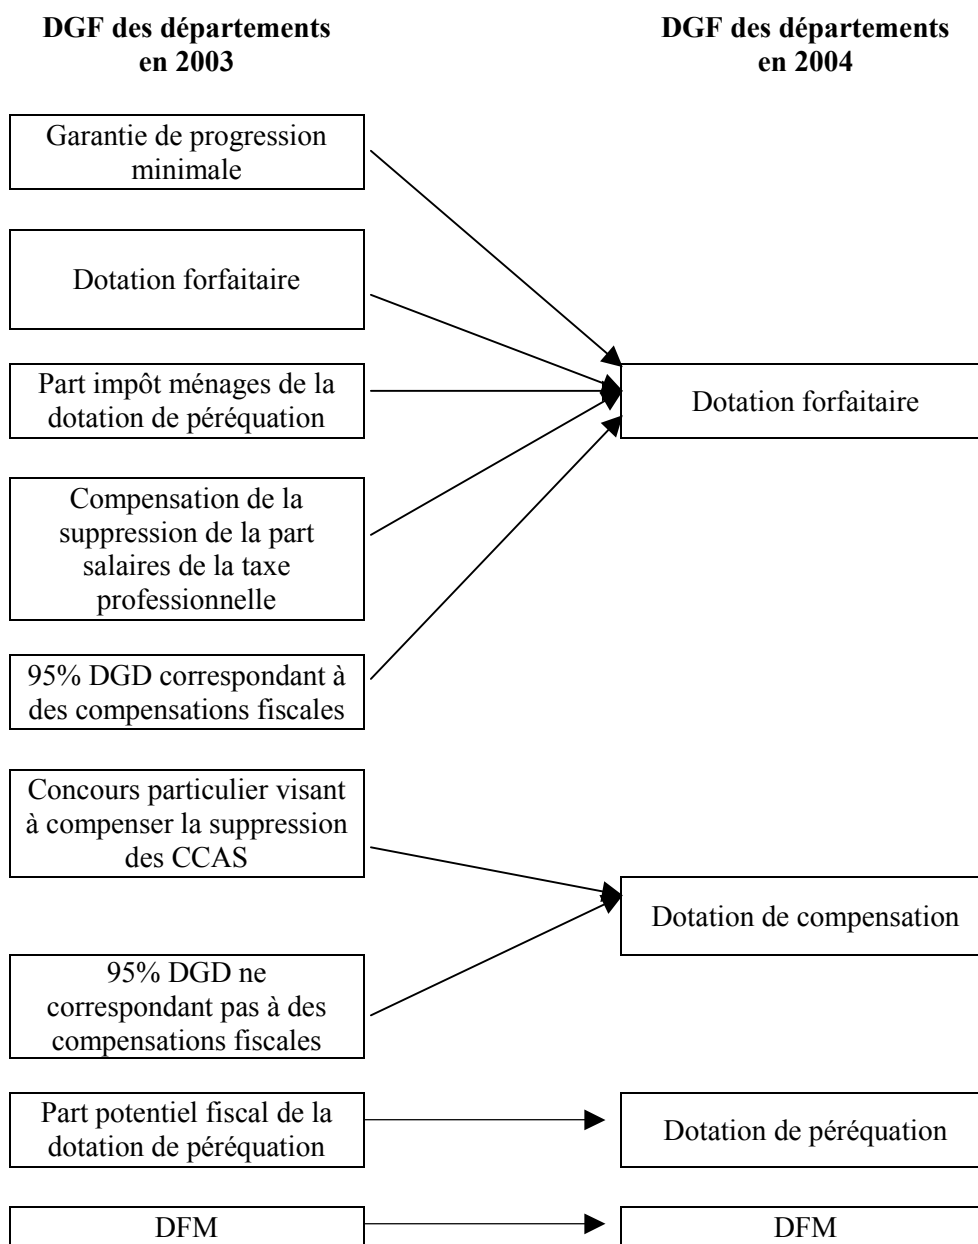 DGF des départements
en 2003
DGF des départements
en 2004
Garantie de progression
minimale
Dotation forfaitaire
Part impôt ménages de la
dotation de péréquation
Dotation forfaitaire
Compensation de la
suppression de la part
salaires de la taxe
professionnelle
95% DGD correspondant à
des compensations fiscales
Concours particulier visant
à compenser la suppression
des CCAS
Dotation de compensation
95% DGD ne
correspondant pas à des
compensations fiscales
Part potentiel fiscal de la
dotation de péréquation
Dotation de péréquation
DFM
DFM